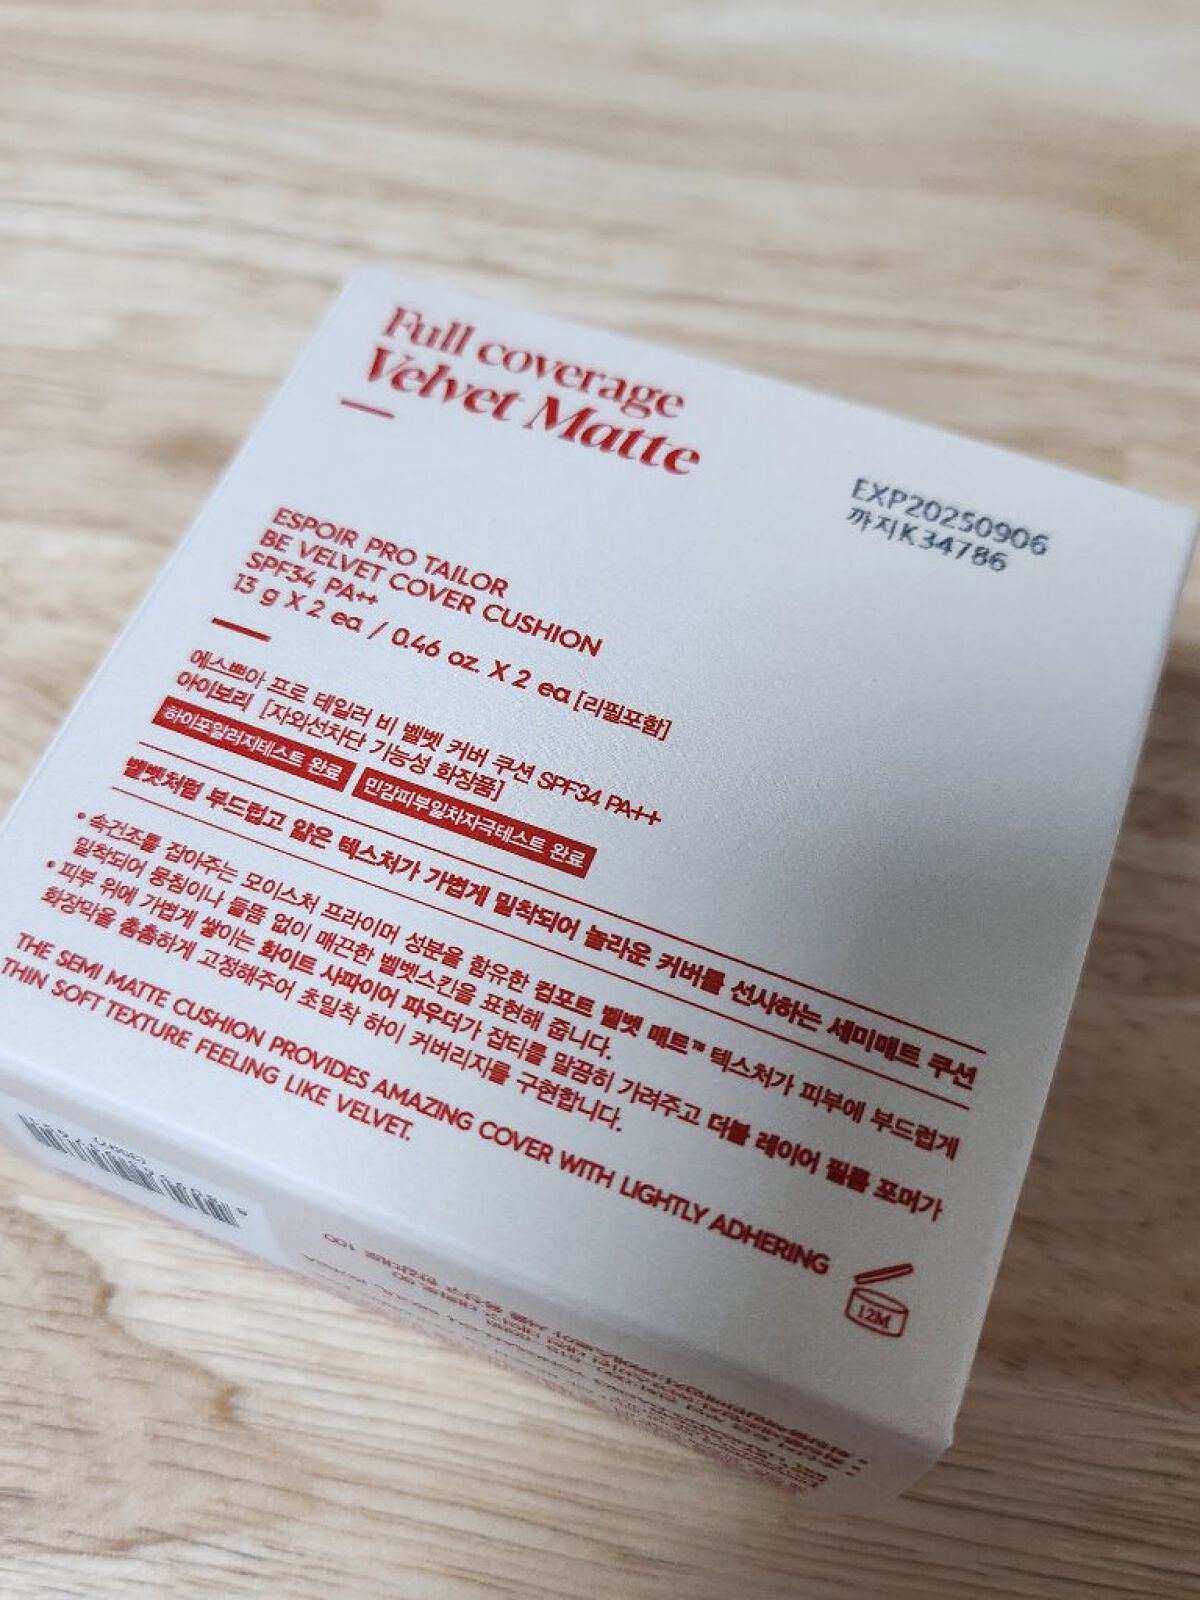 Full coverage
Velvet Matte
EXP20250906
까지K34786
ESPOIR PRO TAILOR
BE VELVET COVER CUSHION
SPF34 PA++
13 g X 2 ea / 0.46 oz. X 2 ea [리필포함]
에스쁘아 프로 테일러 비 벨벳 커버 쿠션 SPF34 PA++
아이보리 [자외선차단 기능성 화장품]
하이포알러지테스트 완료 민감피부일차자극테스트 완료
벨벳처럼 부드럽고 얇은 텍스처가 가볍게 밀착되어 놀라운 커버를 선사하는 세미매트 쿠션
• 속건조를 잡아주는 모이스처 프라이머 성분을 함유한 컴포트 벨벳 매트™ 텍스처가 피부에 부드럽게
밀착되어 뭉침이나 들뜸 없이 매끈한 벨벳스킨을 표현해 줍니다.
• 피부 위에 가볍게 쌓이는 화이트 사파이어 파우더가 잡티를 말끔히 가려주고 더블 레이어 필름 포머가
화장막을 촘촘하게 고정해주어 초밀착 하이 커버리지를 구현합니다.
THE SEMI MATTE CUSHION PROVIDES AMAZING COVER WITH LIGHTLY ADHERING
THIN SOFT TEXTURE FEELING LIKE VELVET.
12M